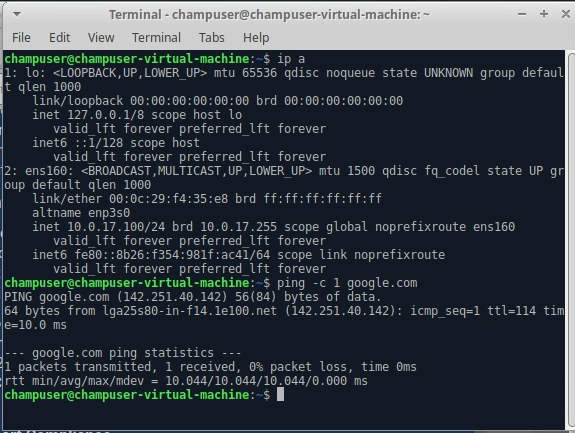 Terminal - champuser@champuser-virtual-machine: ~
File Edit View Terminal Tabs Help
champuser@champuser-virtual-machine:~$ ip a
1: lo: <LOOPBACK,UP,LOWER_UP> mtu 65536 qdisc noqueue state UNKNOWN group defaul
t qlen 1000
    link/loopback 00:00:00:00:00:00 brd 00:00:00:00:00:00
    inet 127.0.0.1/8 scope host lo
       valid_lft forever preferred_lft forever
    inet6 ::1/128 scope host
       valid_lft forever preferred_lft forever
2: ens160: <BROADCAST,MULTICAST,UP,LOWER_UP> mtu 1500 qdisc fq_codel state UP gr
oup default qlen 1000
    link/ether 00:0c:29:f4:35:e8 brd ff:ff:ff:ff:ff:ff
    altname enp3s0
    inet 10.0.17.100/24 brd 10.0.17.255 scope global noprefixroute ens160
       valid_lft forever preferred_lft forever
    inet6 fe80::8b26:f354:981f:ac41/64 scope link noprefixroute
       valid_lft forever preferred_lft forever
champuser@champuser-virtual-machine:~$ ping -c 1 google.com
PING google.com (142.251.40.142) 56(84) bytes of data.
64 bytes from lga25s80-in-f14.1e100.net (142.251.40.142): icmp_seq=1 ttl=114 tim
e=10.0 ms

--- google.com ping statistics ---
1 packets transmitted, 1 received, 0% packet loss, time 0ms
rtt min/avg/max/mdev = 10.044/10.044/10.044/0.000 ms
champuser@champuser-virtual-machine:~$